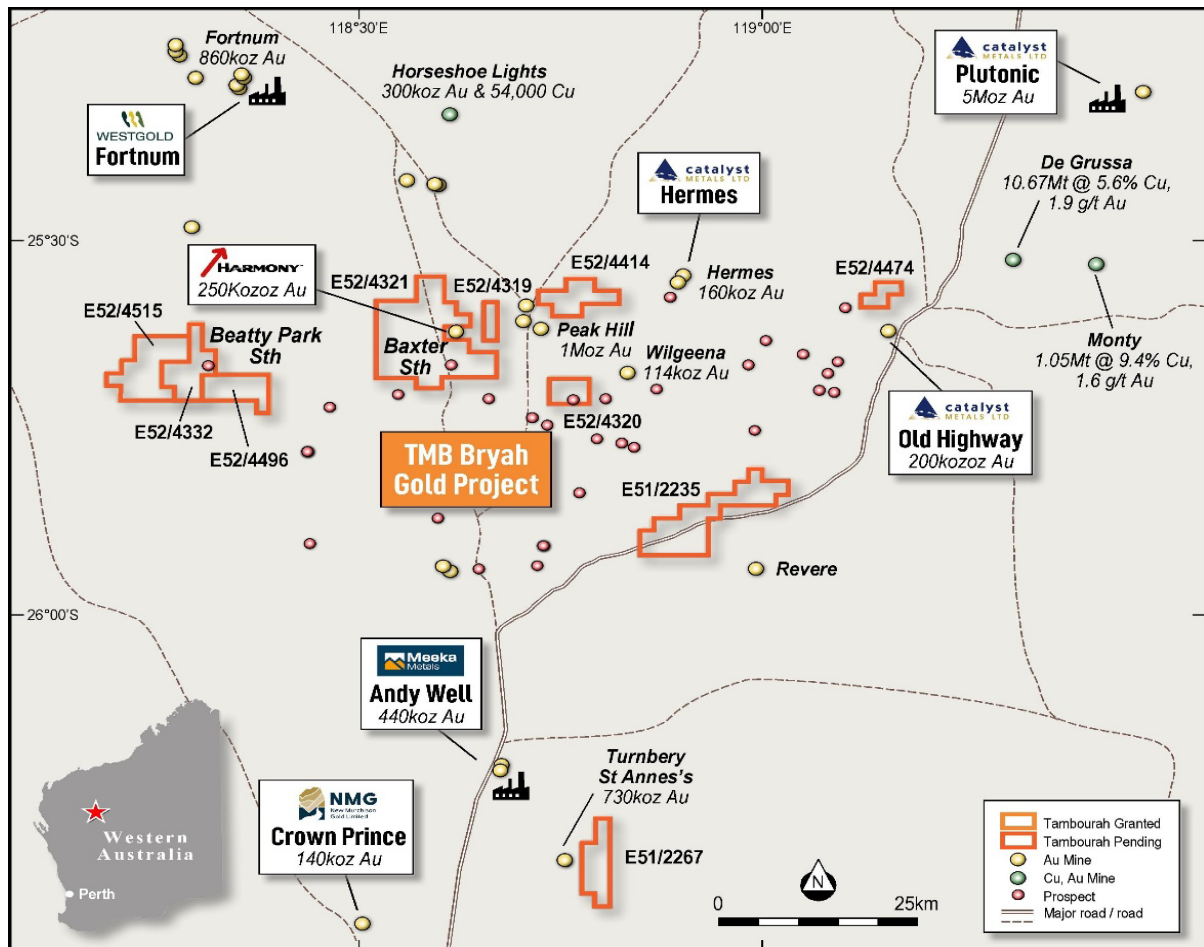 118°30'E
119°00'E
Fortnum
860koz Au
WESTGOLD
Fortnum
Horseshoe Lights
300koz Au & 54,000 Cu
catalyst
METALS LTD
Plutonic
5Moz Au
catalyst
METALS LTD
Hermes
De Grussa
10.67Mt @ 5.6% Cu,
1.9 g/t Au
25°30'S
HARMONY™
250Kozoz Au
E52/4321
E52/4319
E52/4414
Hermes
160koz Au
E52/4474
E52/4515
Beatty Park
Sth
Baxter
Sth
Peak Hill
1Moz Au
Wilgeena
114koz Au
Monty
1.05Mt @ 9.4% Cu,
1.6 g/t Au
E52/4332
E52/4496
E52/4320
catalyst
METALS LTD
Old Highway
200kozoz Au
TMB Bryah
Gold Project
E51/2235
Revere
26°00'S
Meeka
Metals
Andy Well
440koz Au
Turnbery
St Annes's
730koz Au
NMG
New Murchison
Gold Limited
Crown Prince
140koz Au
E51/2267
Western
Australia
Perth
N
0
25km
Tambourah Granted
Tambourah Pending
Au Mine
Cu, Au Mine
Prospect
Major road / road